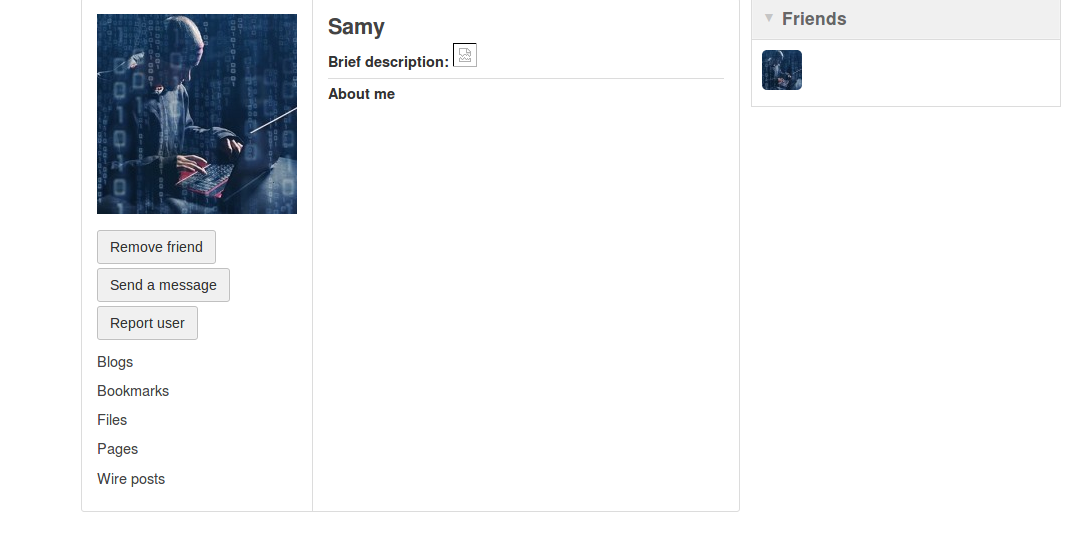 Samy
Brief description:
About me
Remove friend
Send a message
Report user
Blogs
Bookmarks
Files
Pages
Wire posts
Friends